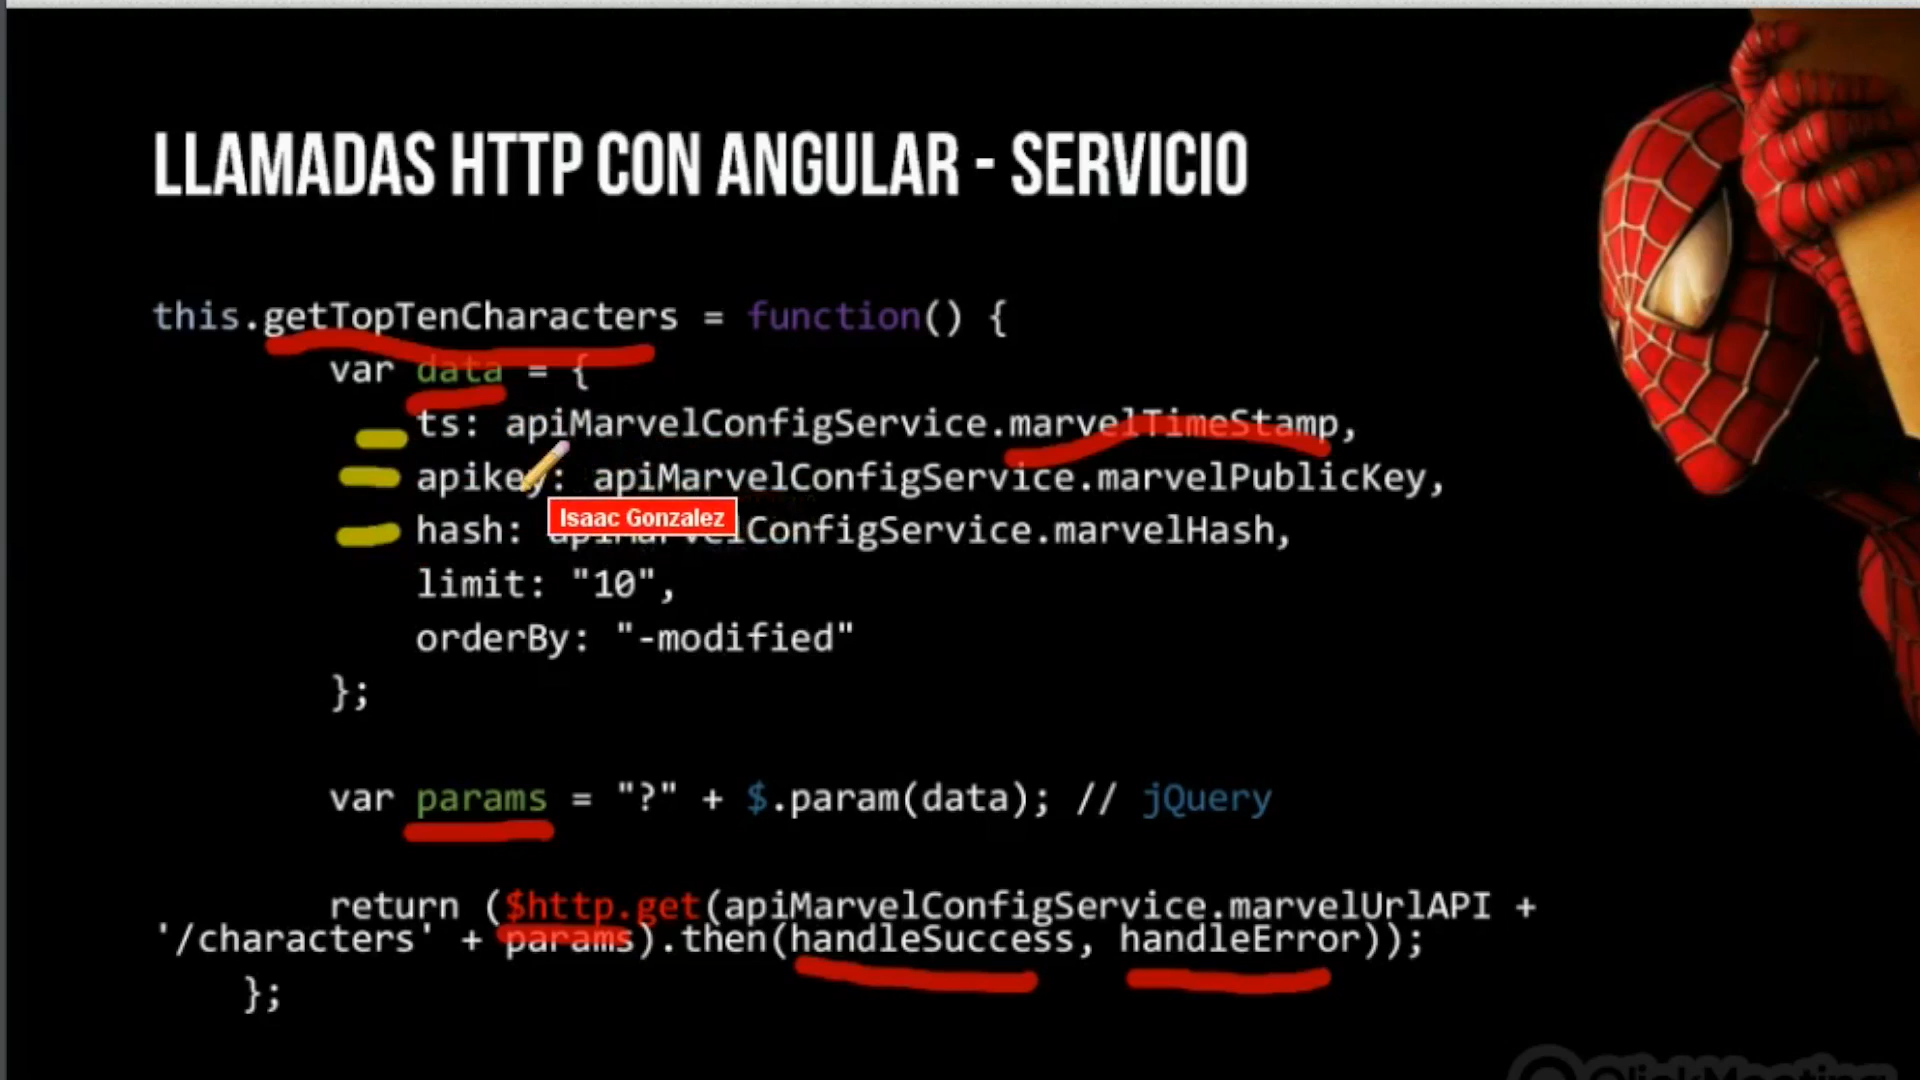 LLAMADAS HTTP CON ANGULAR - SERVICIO
this.getTopTenCharacters = function() {
var data = {
ts: apiMarvelConfigService.marvelTimeStamp,
apikey: apiMarvelConfigService.marvelPublicKey,
Isaac Gonzalez
hash: apiMarvelConfigService.marvelHash,
limit: "10",
orderBy: "-modified"
};
var params = "?" + $.param(data); // jQuery
return ($http.get(apiMarvelConfigService.marvelUrlAPI +
'/characters' + params).then(handleSuccess, handleError));
};
ClickMeeting